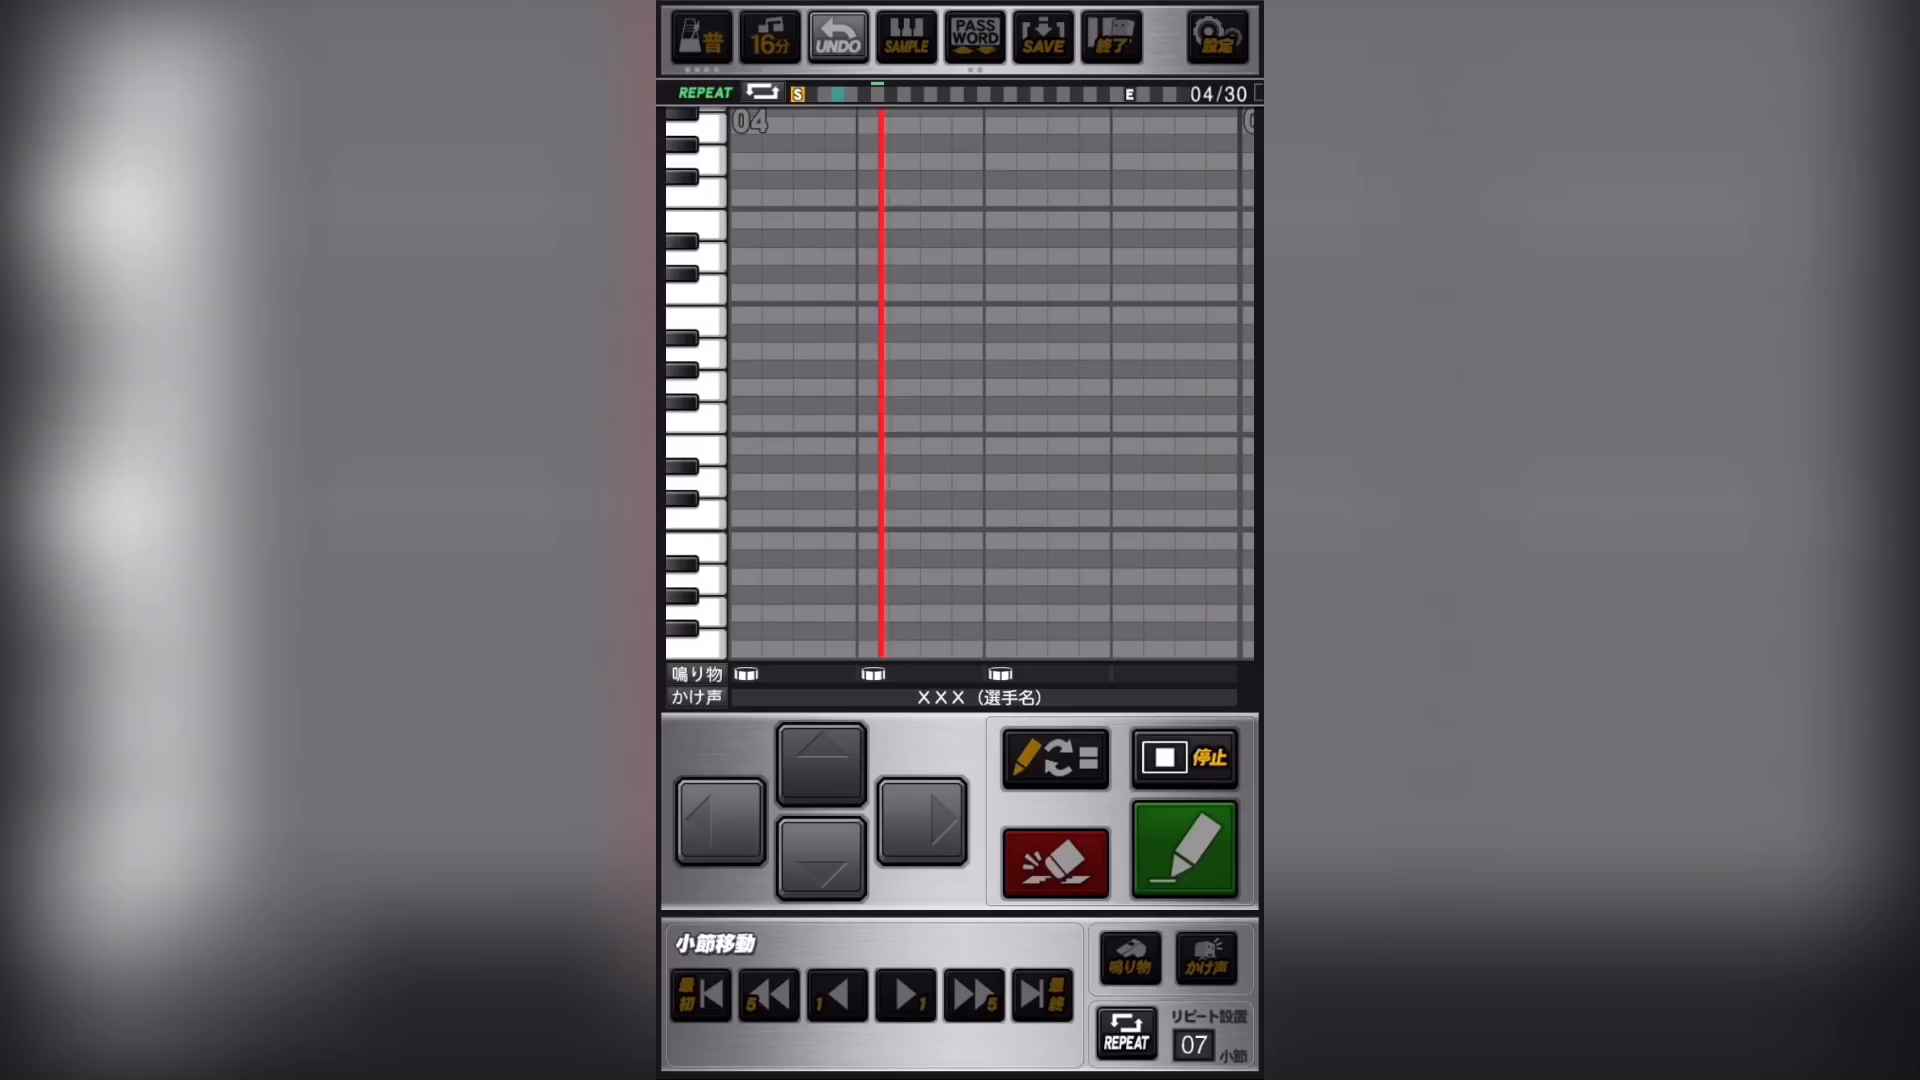 普
16分
UNDO
SAMPLE
PASS
WORD
SAVE
終了
設定
REPEAT
S
E
04/30
04
鳴り物
かけ声
XXX（選手名）
停止
小節移動
最初
5
1
1
5
最終
鳴り物
かけ声
REPEAT
リピート設置
07
小節